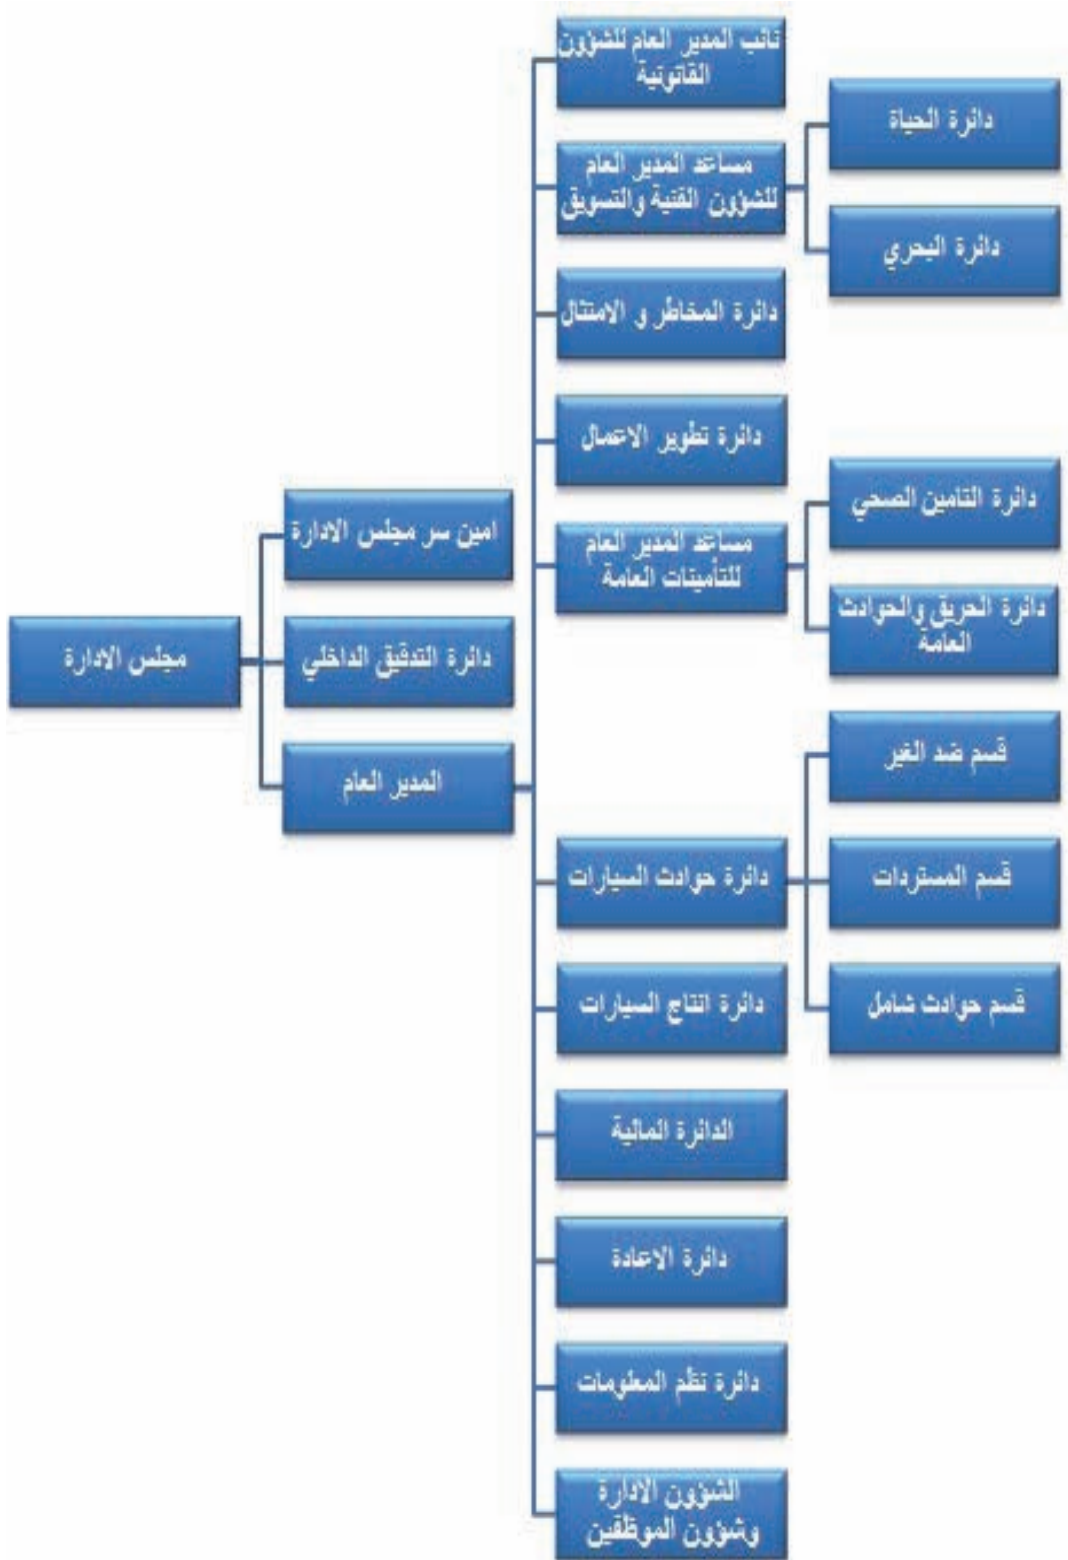 مجلس الادارة
امين سر مجلس الادارة
دائرة التدقيق الداخلي
المدير العام
نائب المدير العام للشؤون
القانونية
مساعد المدير العام
للشؤون الفنية والتسويق
دائرة الحياة
دائرة البحري
دائرة المخاطر و الامتثال
دائرة تطوير الاعمال
مساعد المدير العام
للتأمينات العامة
دائرة التامين الصحي
دائرة الحريق والحوادث
العامة
دائرة حوادث السيارات
قسم ضد الغير
قسم المستردات
قسم حوادث شامل
دائرة انتاج السيارات
الدائرة المالية
دائرة الاعادة
دائرة نظم المعلومات
الشؤون الادارة
وشؤون الموظفين